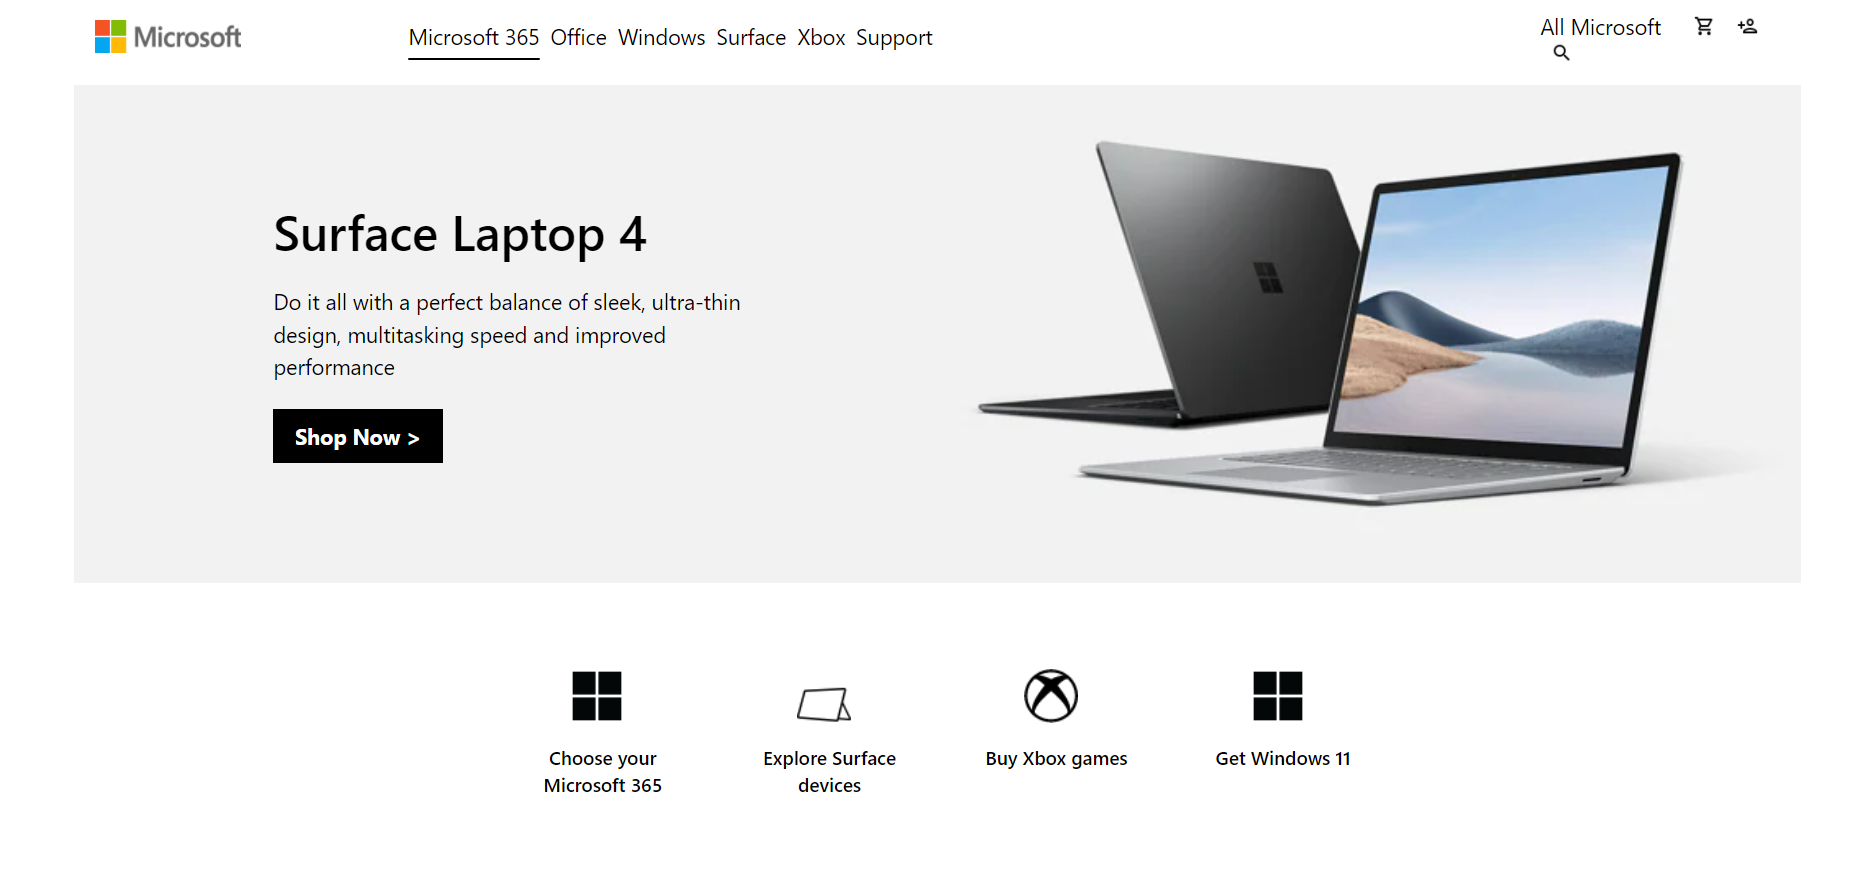 Microsoft
Microsoft 365 Office Windows Surface Xbox Support
All Microsoft
Surface Laptop 4
Do it all with a perfect balance of sleek, ultra-thin
design, multitasking speed and improved
performance
Shop Now >
Choose your
Microsoft 365
Explore Surface
devices
Buy Xbox games
Get Windows 11